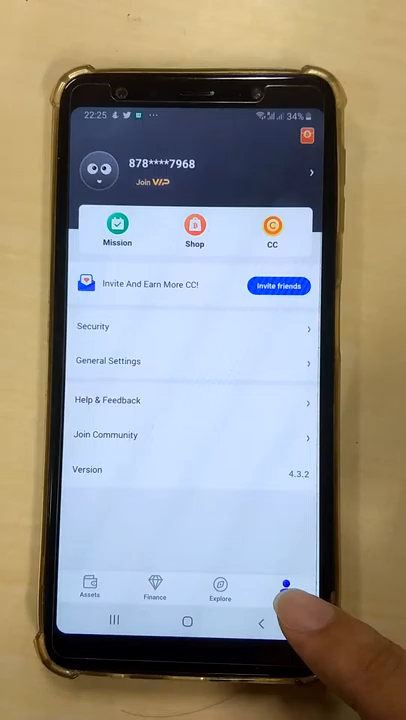 22:25
34%
878****7968
Join VIP
Mission
Shop
CC
Invite And Earn More CC!
Invite friends
Security
General Settings
Help & Feedback
Join Community
Version
4.3.2
Assets
Finance
Explore